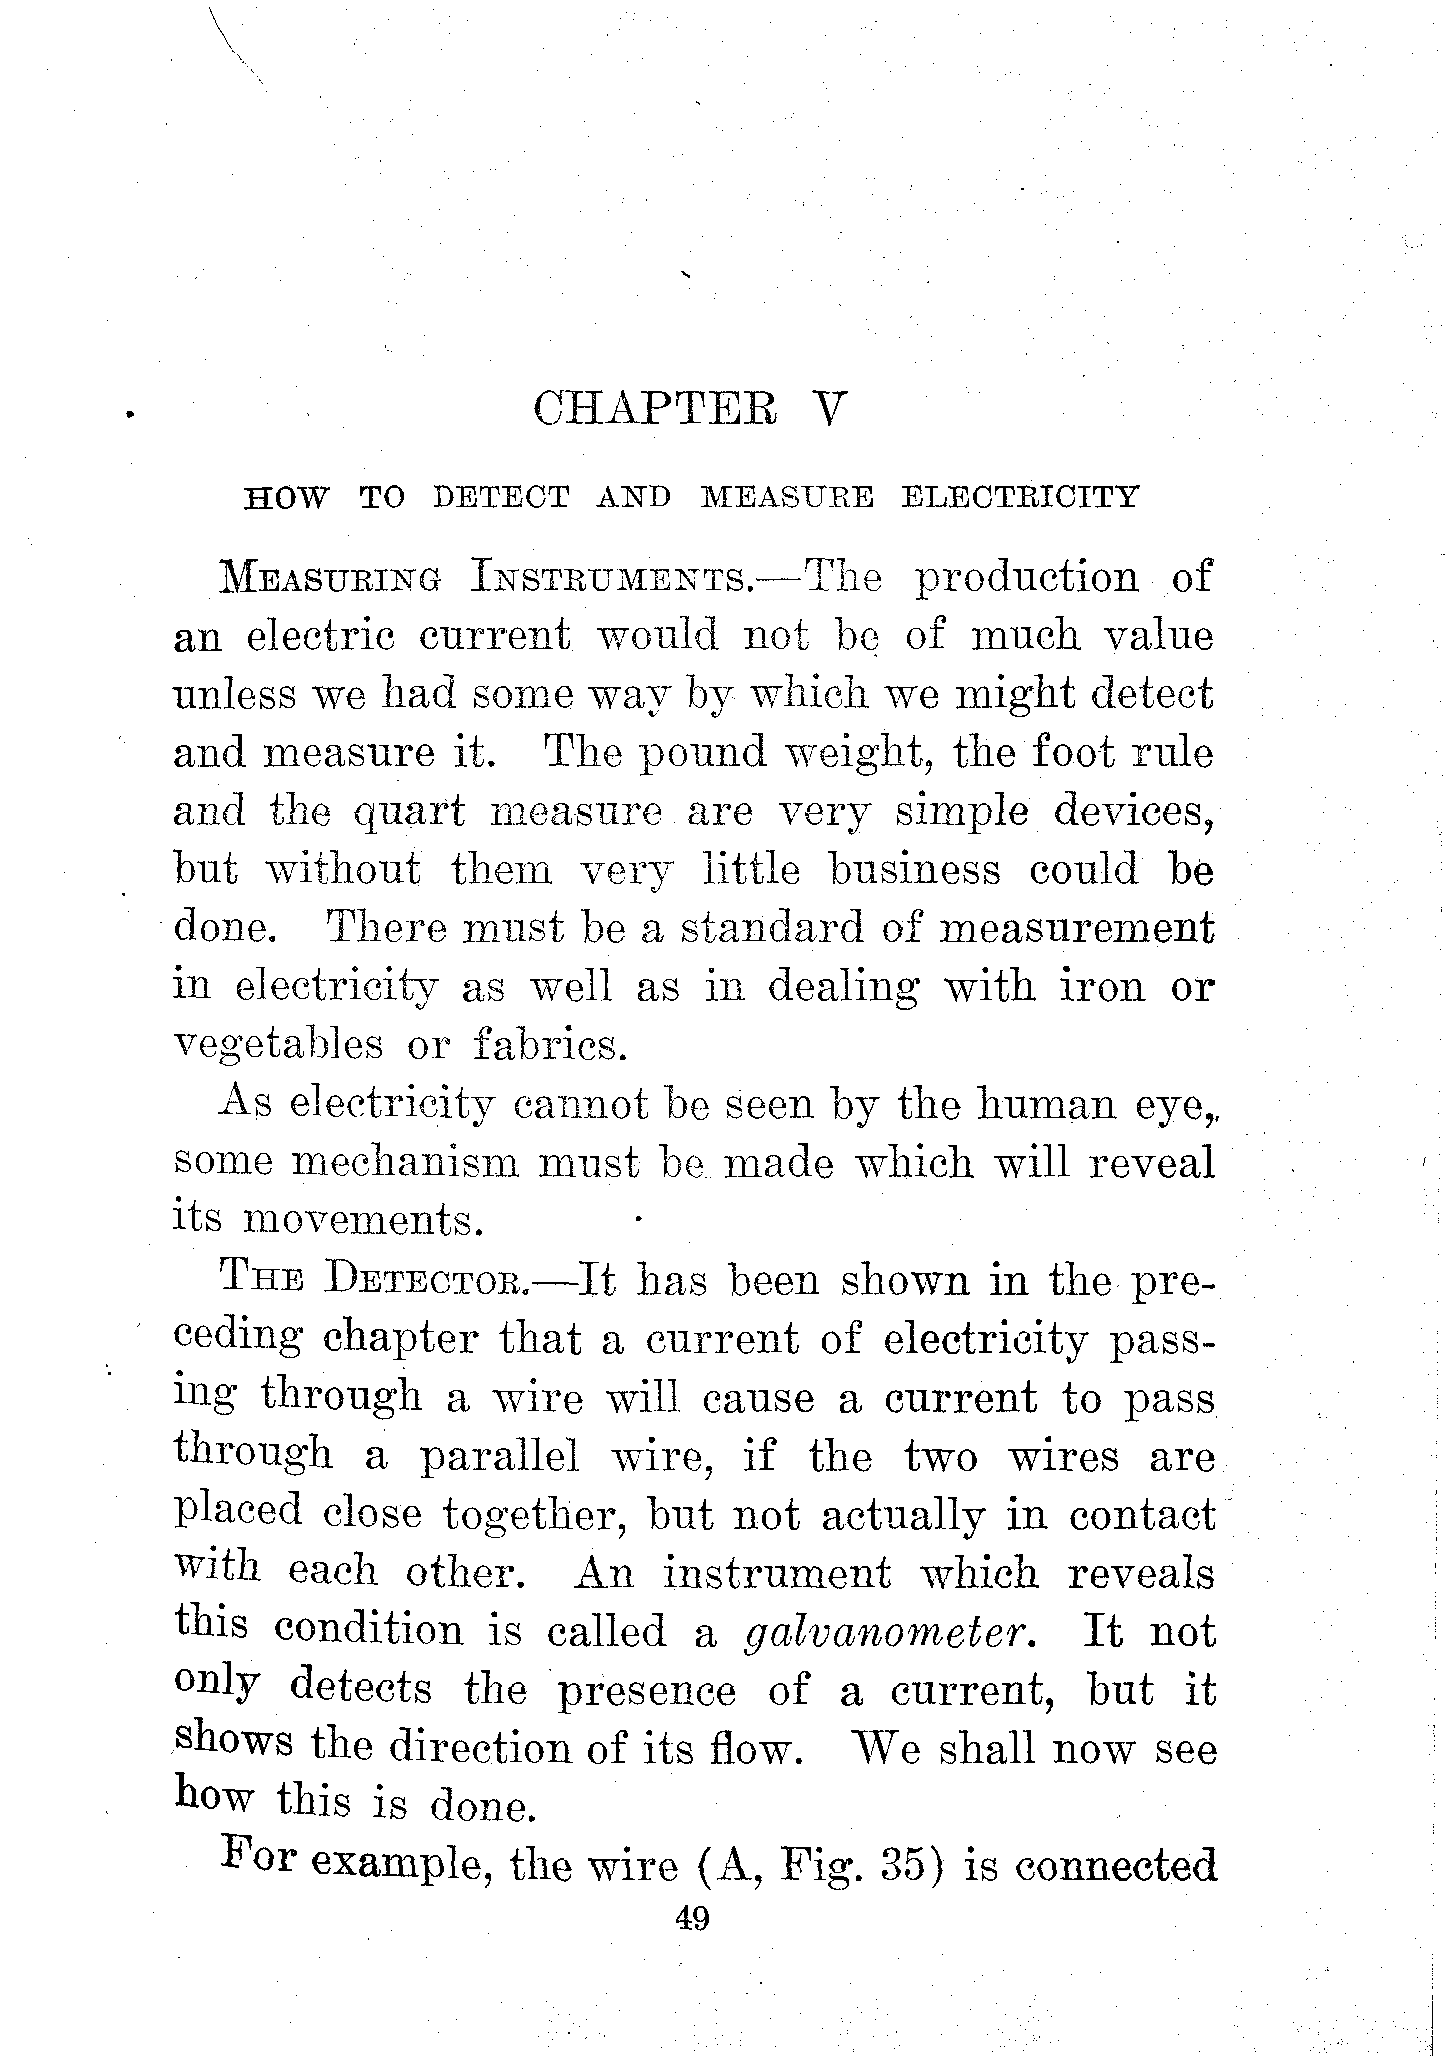 CHAPTER V
HOW TO DETECT AND MEASURE ELECTRICITY
MEASURING INSTRUMENTS.—The production of
an electric current would not be of much value
unless we had some way by which we might detect
and measure it. The pound weight, the foot rule
and the quart measure are very simple devices,
but without them very little business could be
done. There must be a standard of measurement
in electricity as well as in dealing with iron or
vegetables or fabrics.
As electricity cannot be seen by the human eye,
some mechanism must be made which will reveal
its movements.
THE DETECTOR.—It has been shown in the pre-
ceding chapter that a current of electricity pass-
ing through a wire will cause a current to pass
through a parallel wire, if the two wires are
placed close together, but not actually in contact
with each other. An instrument which reveals
this condition is called a galvanometer. It not
only detects the presence of a current, but it
shows the direction of its flow. We shall now see
how this is done.
For example, the wire (A, Fig. 35) is connected
49